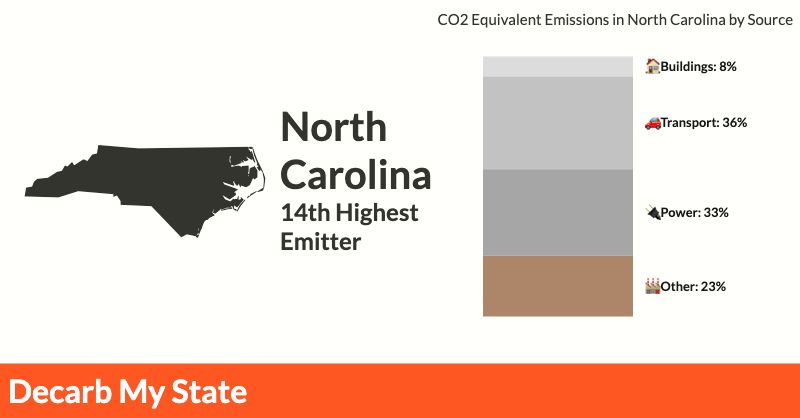 CO2 Equivalent Emissions in North Carolina by Source
North
Carolina
14th Highest
Emitter
Buildings: 8%
Transport: 36%
Power: 33%
Other: 23%
Decarb My State